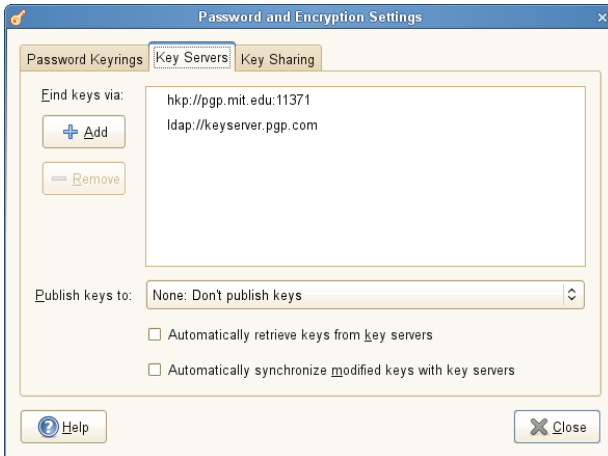 Password and Encryption Settings
Password Keyrings
Key Servers
Key Sharing
Find keys via:
hkp://pgp.mit.edu:11371
ldap://keyserver.pgp.com
Add
Remove
Publish keys to:
None: Don't publish keys
Automatically retrieve keys from key servers
Automatically synchronize modified keys with key servers
Help
Close